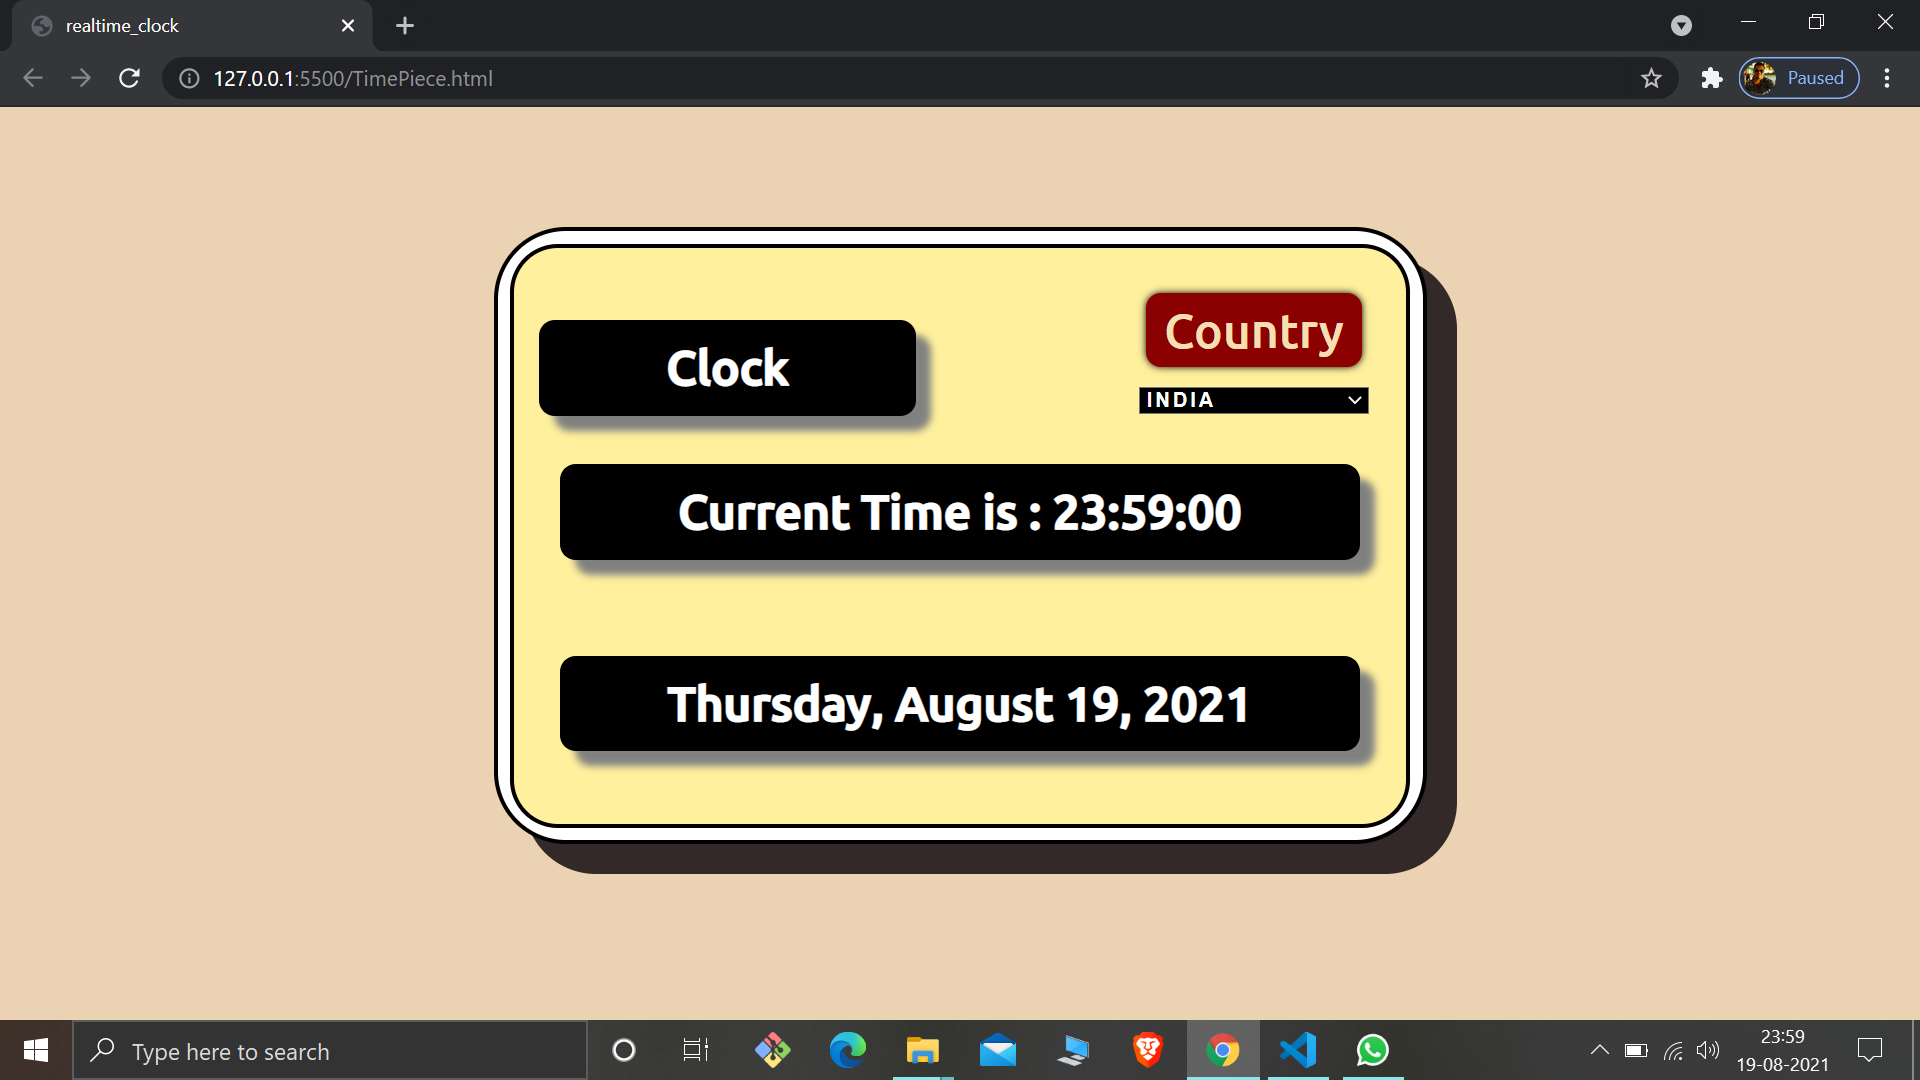 realtime_clock
127.0.0.1:5500/TimePiece.html
Paused
Country
Clock
INDIA
Current Time is : 23:59:00
Thursday, August 19, 2021
Type here to search
23:59
19-08-2021